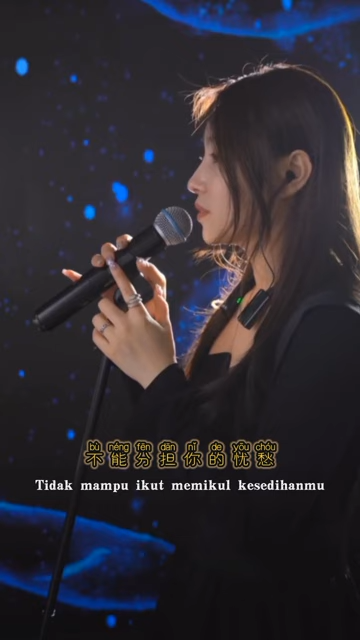 bù néng fēn dān nǐ de yōu chóu
不能分担你的忧愁
Tidak mampu ikut memikul kesedihanmu